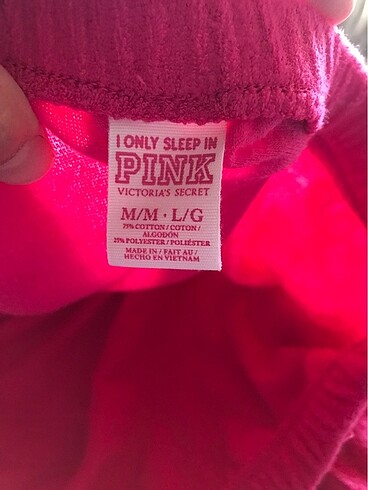 I ONLY SLEEP IN
PINK
VICTORIA'S SECRET
M/M · L/G
75% COTTON / COTON /
ALGODÓN
25% POLYESTER / POLIÉSTER
MADE IN / FAIT AU /
HECHO EN VIETNAM